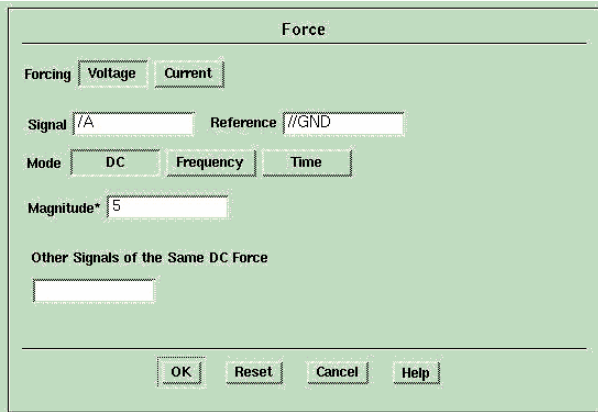 Force
Forcing Voltage Current
Signal /A Reference //GND
Mode DC Frequency Time
Magnitude* 5
Other Signals of the Same DC Force
OK Reset Cancel Help